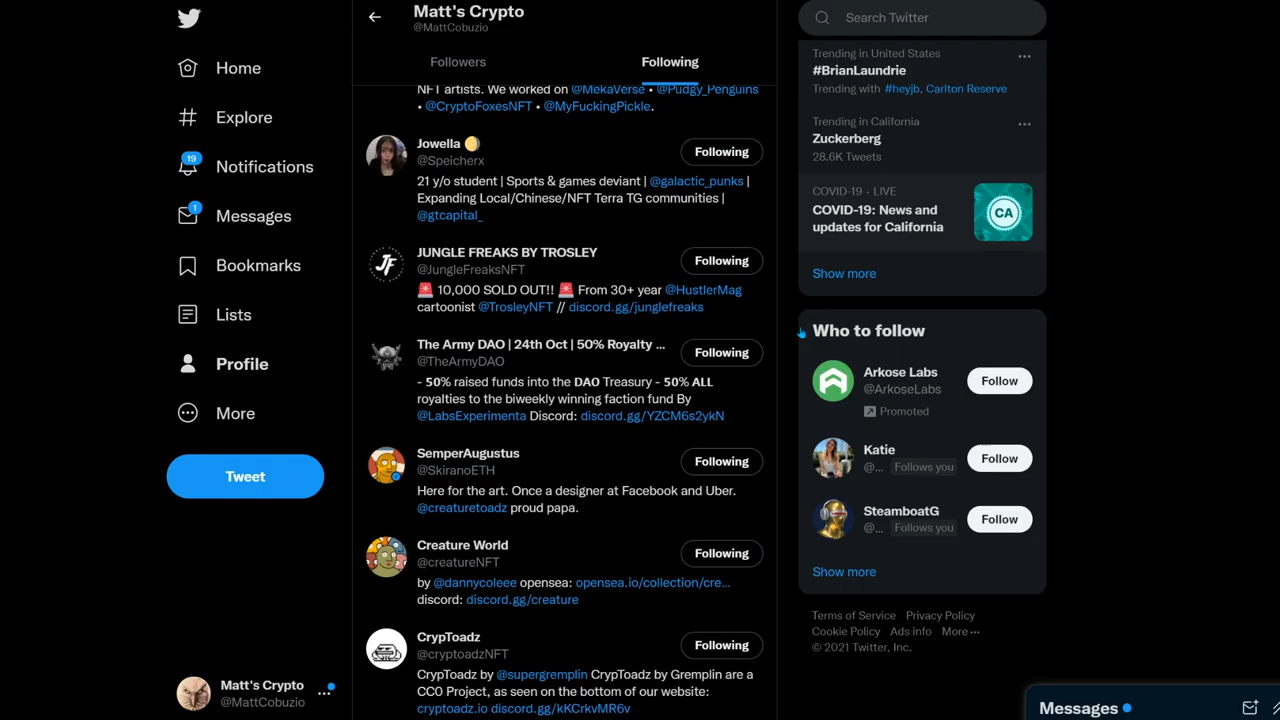 Home
Explore
19
Notifications
1
Messages
Bookmarks
Lists
Profile
More
Tweet
Matt's Crypto
@MattCobuzio
Matt's Crypto
@MattCobuzio
Followers
Following
NFT artists. We worked on @MekaVerse • @Pudgy_Penguins
• @CryptoFoxesNFT • @MyFuckingPickle.
Jowella
@Speicherx
Following
21 y/o student | Sports & games deviant | @galactic_punks |
Expanding Local/Chinese/NFT Terra TG communities |
@gtcapital_
JUNGLE FREAKS BY TROSLEY
@JungleFreaksNFT
Following
🚨 10,000 SOLD OUT!! 🚨 From 30+ year @HustlerMag
cartoonist @TrosleyNFT // discord.gg/junglefreaks
JF
The Army DAO | 24th Oct | 50% Royalty ...
@TheArmyDAO
Following
- 50% raised funds into the DAO Treasury - 50% ALL
royalties to the biweekly winning faction fund By
@LabsExperimenta Discord: discord.gg/YZCM6s2ykN
SemperAugustus
@SkiranoETH
Following
Here for the art. Once a designer at Facebook and Uber.
@creaturetoadz proud papa.
Creature World
@creatureNFT
Following
by @dannycoleee opensea: opensea.io/collection/cre...
discord: discord.gg/creature
CrypToadz
@cryptoadzNFT
Following
CrypToadz by @supergremplin CrypToadz by Gremplin are a
CC0 Project, as seen on the bottom of our website:
cryptoadz.io discord.gg/kKCrkvMR6v
Search Twitter
Trending in United States
#BrianLaundrie
Trending with #heyjb, Carlton Reserve
Trending in California
Zuckerberg
28.6K Tweets
COVID-19 · LIVE
COVID-19: News and
updates for California
CA
Show more
Who to follow
Arkose Labs
@ArkoseLabs
Promoted
Follow
Katie
@... Follows you
Follow
SteamboatG
@... Follows you
Follow
Show more
Terms of Service Privacy Policy
Cookie Policy Ads info More ···
© 2021 Twitter, Inc.
Messages